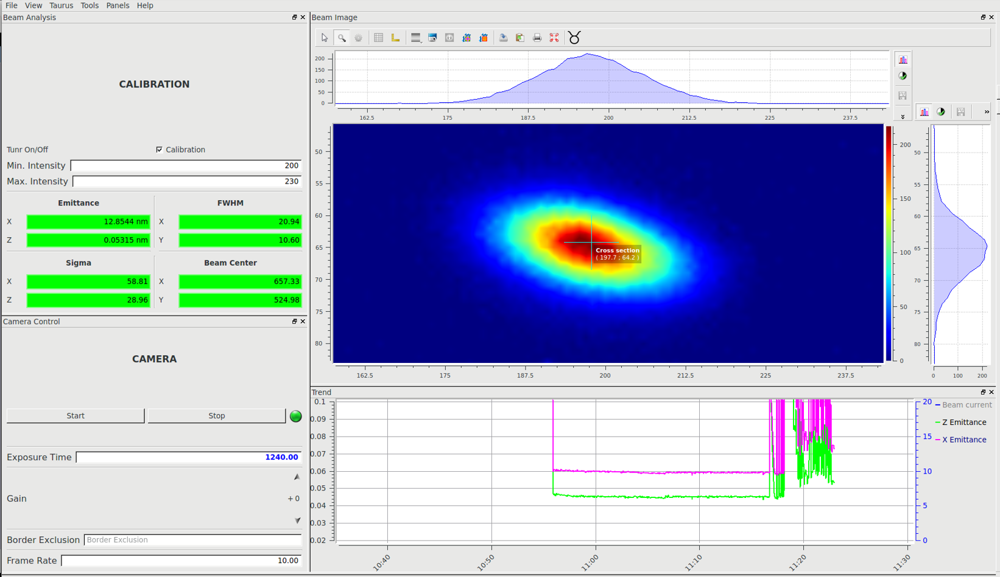 File View Taurus Tools Panels Help
Beam Analysis
CALIBRATION
Tunr On/Off Calibration
Min. Intensity 200
Max. Intensity 230
Emittance FWHM
X 12.8544 nm X 20.94
Z 0.05315 nm Y 10.60
Sigma Beam Center
X 58.81 X 657.33
Z 28.96 Y 524.98
Camera Control
CAMERA
Start Stop
Exposure Time 1240.00
Gain +0
Border Exclusion Border Exclusion
Frame Rate 10.00
Beam Image
200
150
100
50
0
162.5 175 187.5 200 212.5 225 237.5
»
50
55
60
65
70
75
80
Cross section
( 197.7 ; 64.2 )
162.5 175 187.5 200 212.5 225 237.5
200
150
100
50
0
50
55
60
65
70
75
80
0 100 200
Trend
0.1
0.09
0.08
0.07
0.06
0.05
0.04
0.03
0.02
10:40 10:50 11:00 11:10 11:20 11:30
20
15
10
5
0
Beam current
Z Emittance
X Emittance